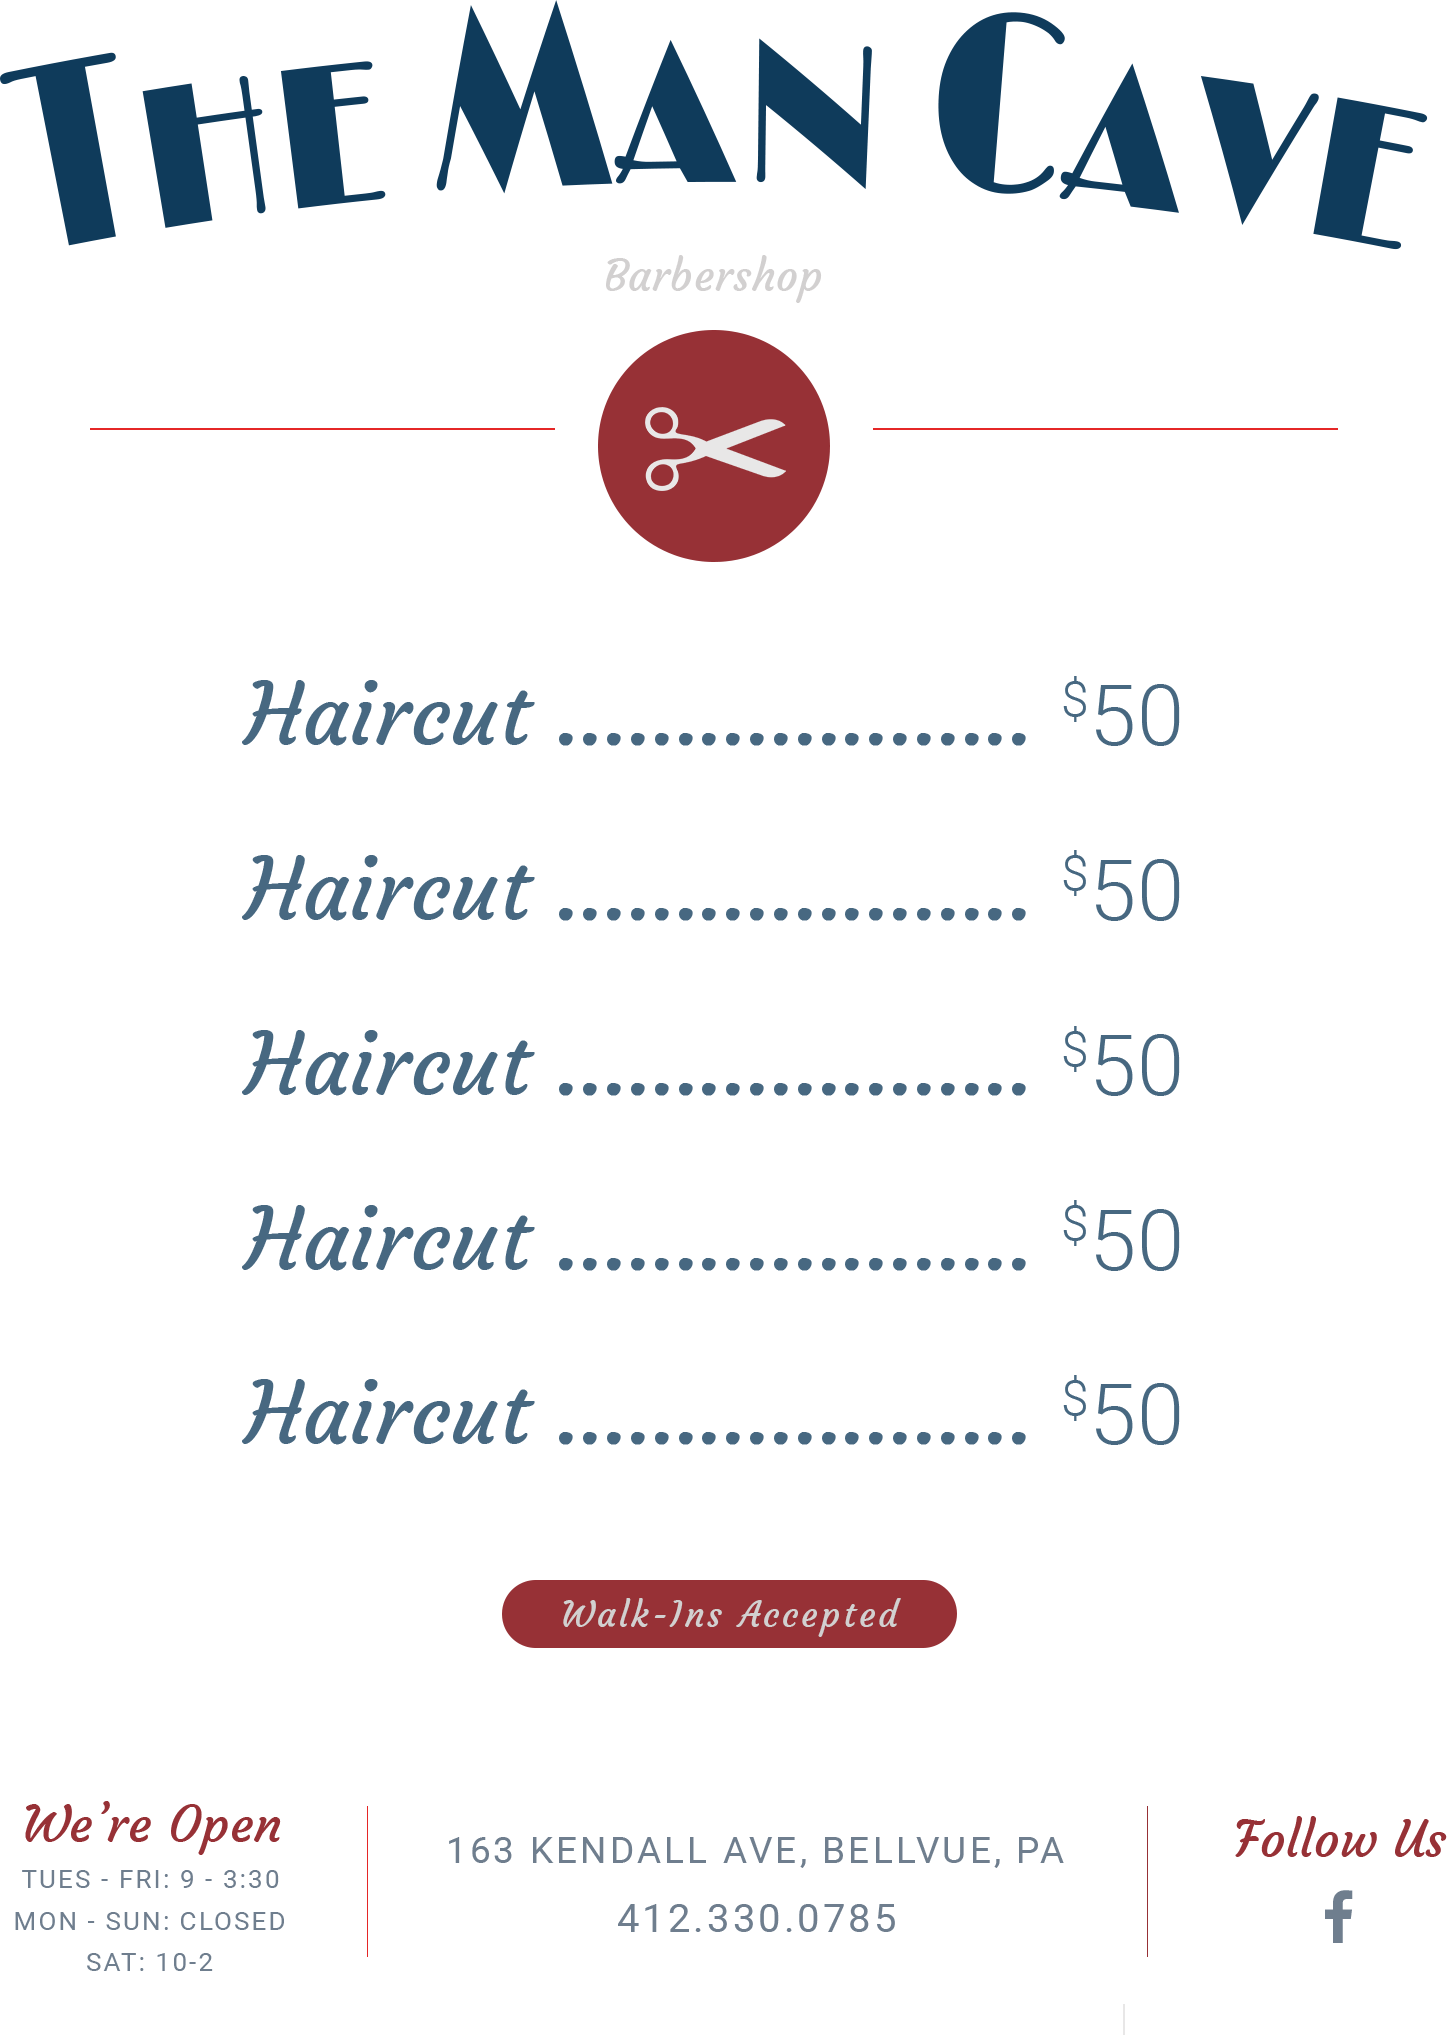 THE MAN CAVE
Barbershop
Haircut .................... $50
Haircut .................... $50
Haircut .................... $50
Haircut .................... $50
Haircut .................... $50
Walk-Ins Accepted
We’re Open
TUES - FRI: 9 - 3:30
MON - SUN: CLOSED
SAT: 10-2
163 KENDALL AVE, BELLVUE, PA
412.330.0785
Follow Us